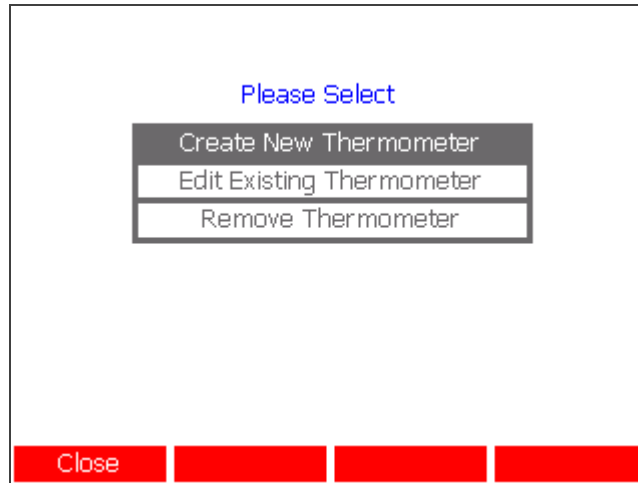 Please Select
Create New Thermometer
Edit Existing Thermometer
Remove Thermometer
Close